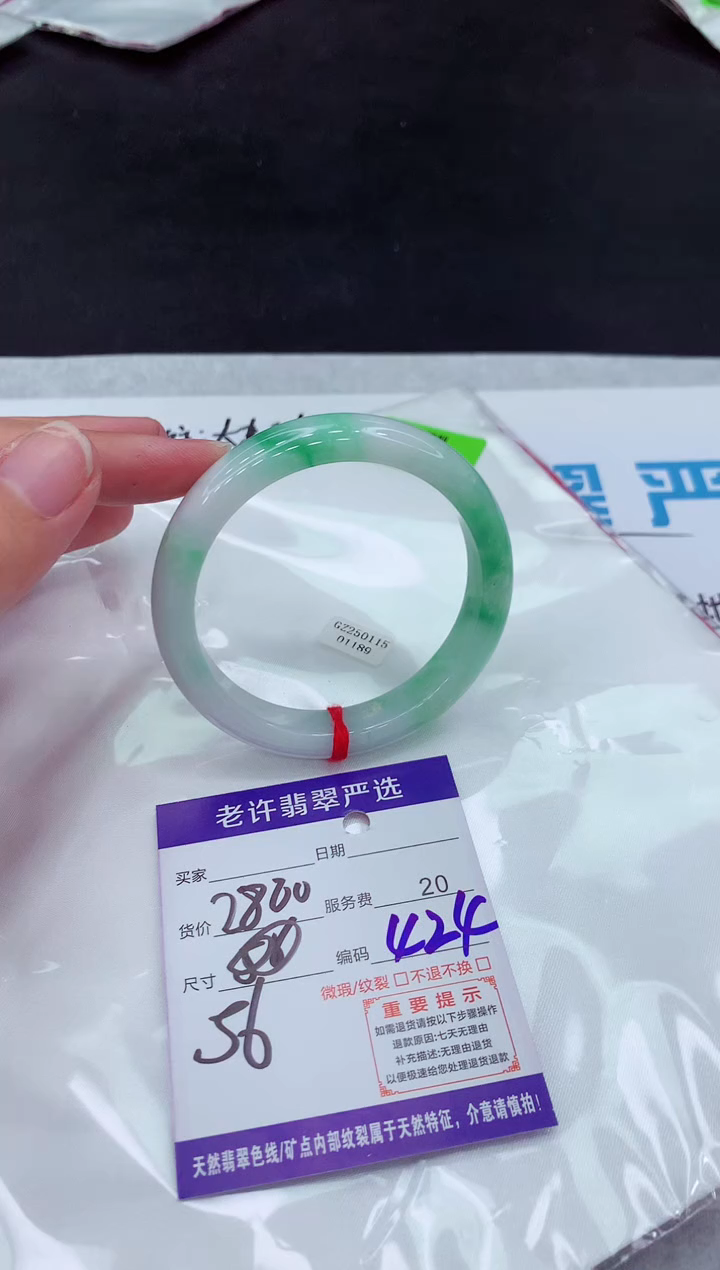 翠严
GZ250115
01189
老许翡翠严选
买家 日期
货价 2800 服务费 20
尺寸 编码 424
56
微瑕/纹裂 □不退不换 □
重要提示
如需退货请按以下步骤操作
退款原因:七天无理由
补充描述:无理由退货
以便极速给您处理退货退款
天然翡翠色线/矿点内部纹裂属于天然特征，介意请慎拍!